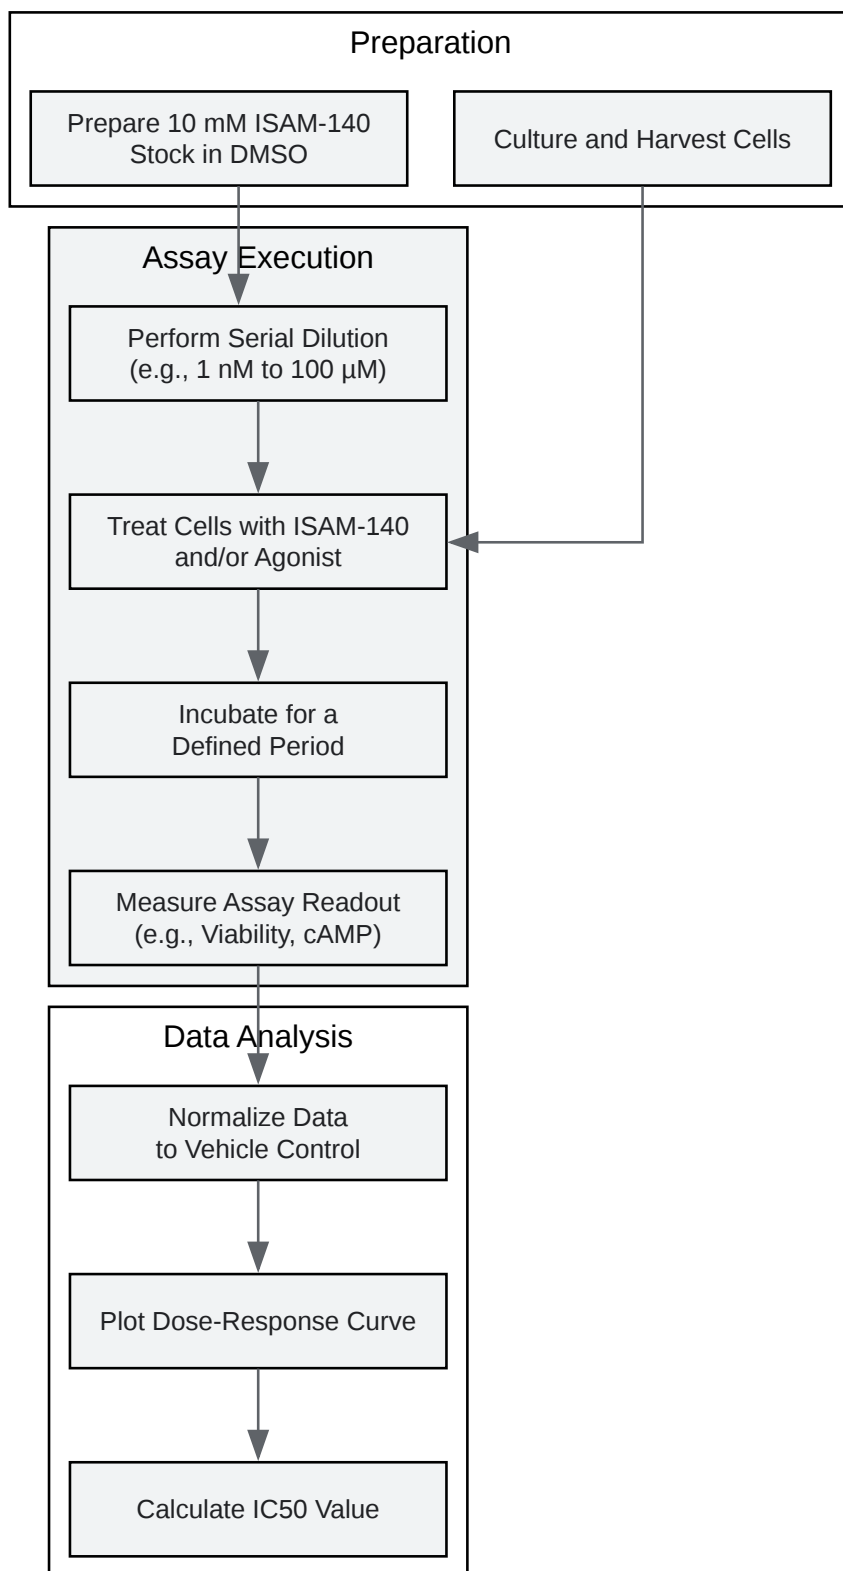 Preparation
Prepare 10 mM ISAM-140
Stock in DMSO
Culture and Harvest Cells
Assay Execution
Perform Serial Dilution
(e.g., 1 nM to 100 µM)
Treat Cells with ISAM-140
and/or Agonist
Incubate for a
Defined Period
Measure Assay Readout
(e.g., Viability, cAMP)
Data Analysis
Normalize Data
to Vehicle Control
Plot Dose-Response Curve
Calculate IC50 Value